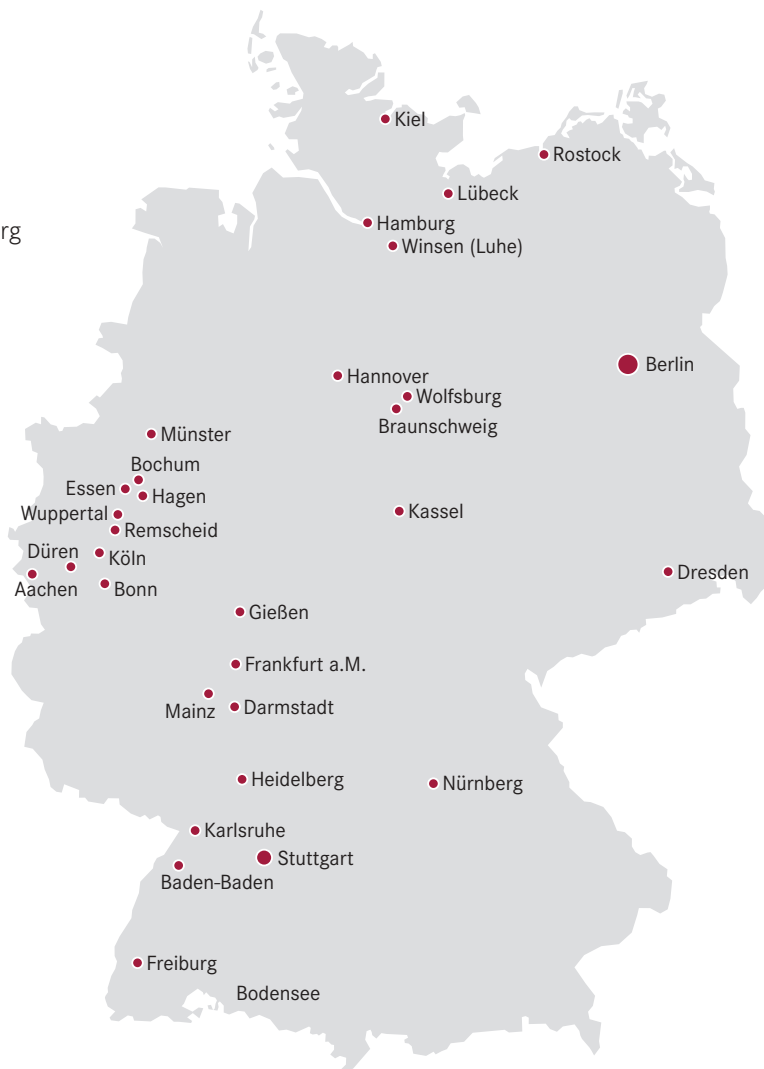 Kiel
Rostock
Lübeck
Hamburg
rg
Winsen (Luhe)
Berlin
Hannover
Wolfsburg
Braunschweig
Münster
Bochum
Essen
Hagen
Wuppertal
Kassel
Remscheid
Düren
Köln
Dresden
Aachen
Bonn
Gießen
Frankfurt a.M.
Mainz
Darmstadt
Heidelberg
Nürnberg
Karlsruhe
Stuttgart
Baden-Baden
Freiburg
Bodensee